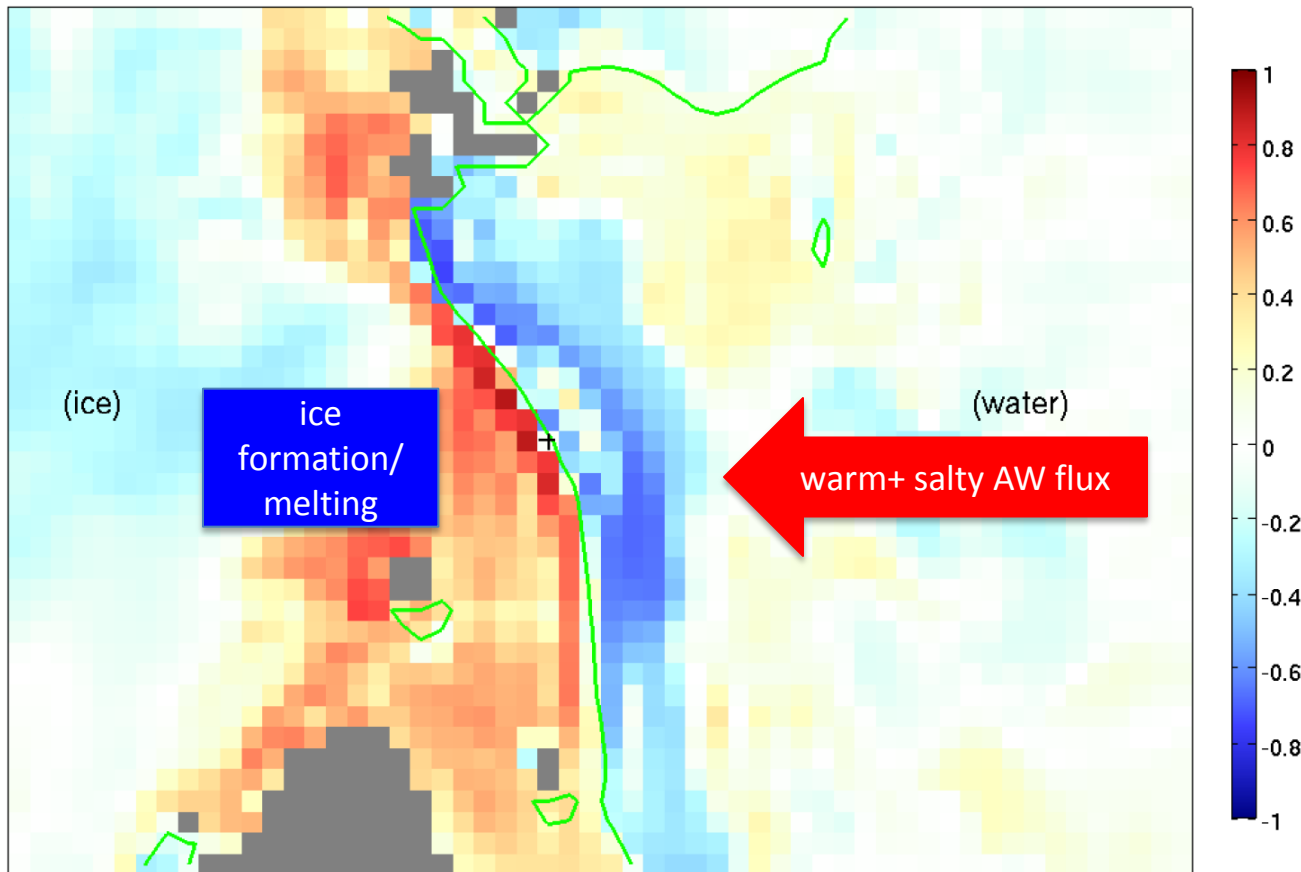 (ice)
ice
formation/
melting
(water)
warm+ salty AW flux
1
0.8
0.6
0.4
0.2
0
-0.2
-0.4
-0.6
-0.8
-1